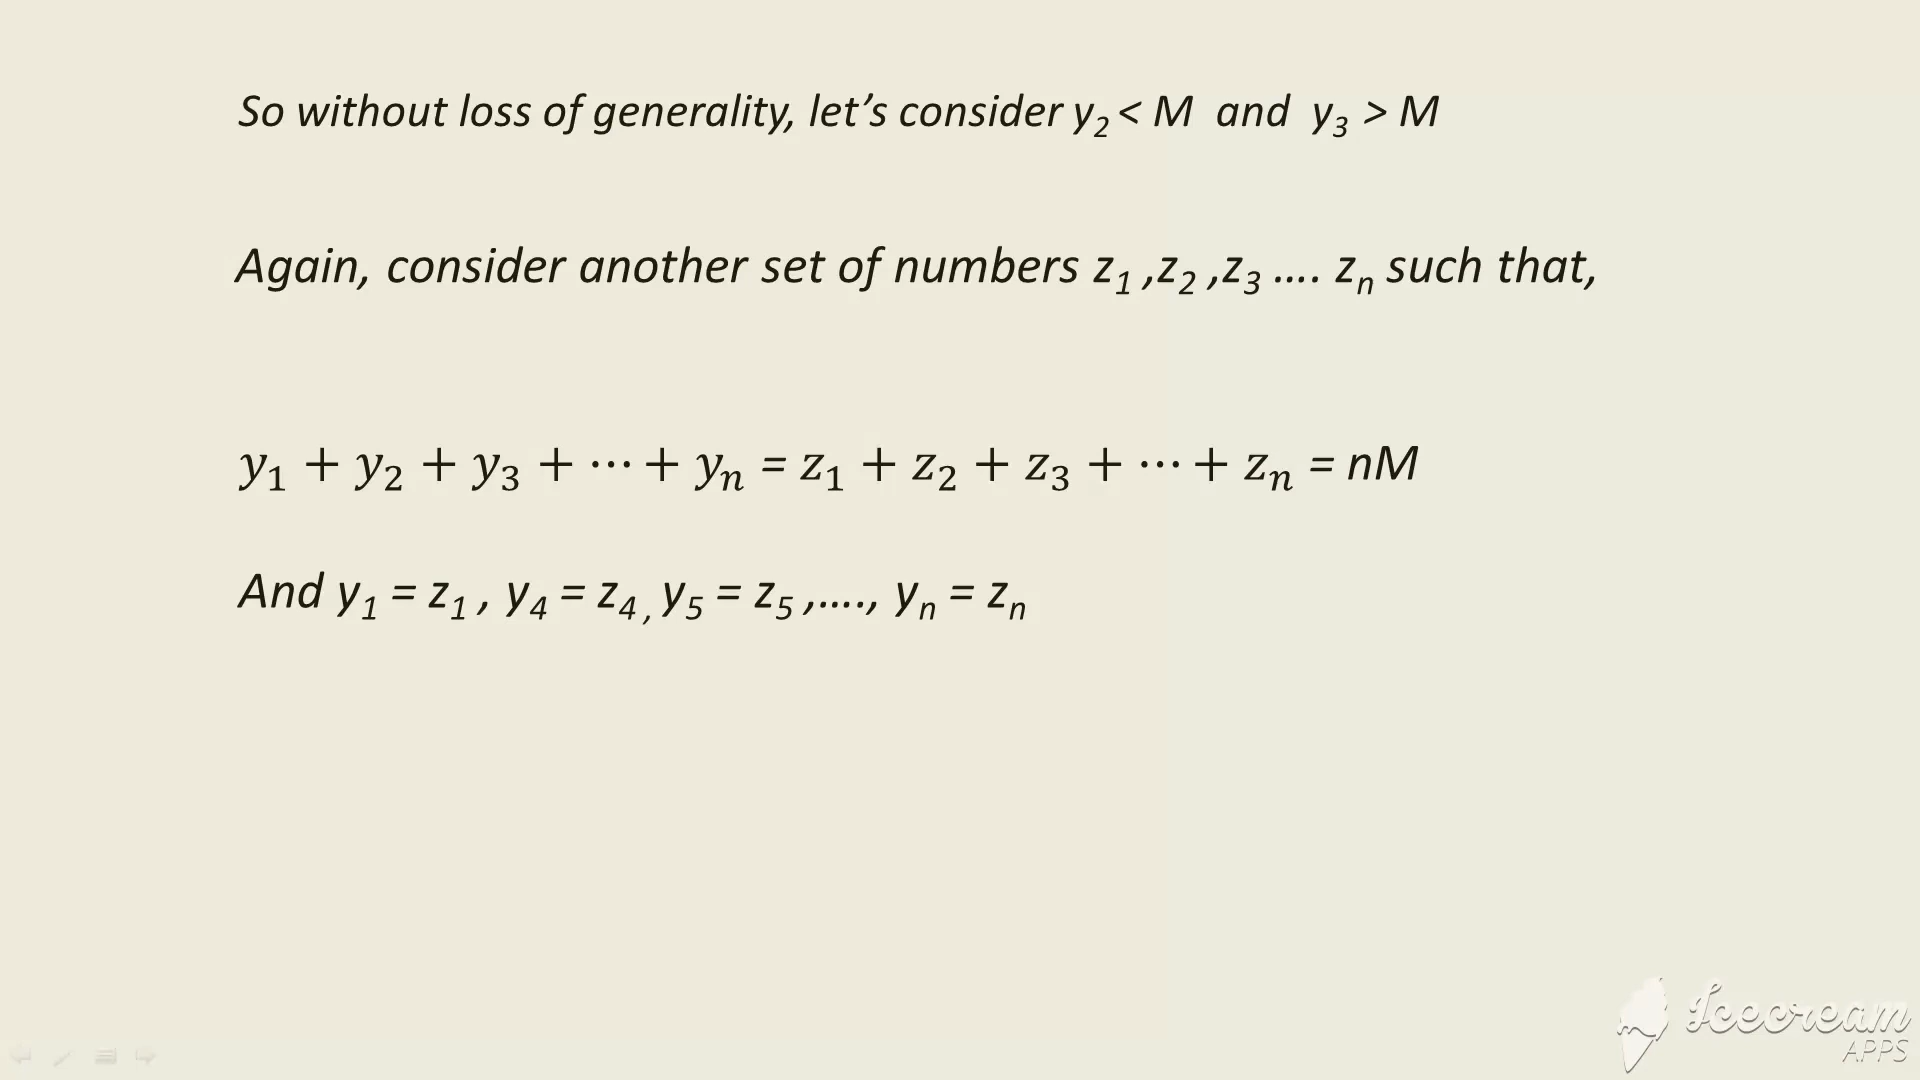 So without loss of generality, let’s consider y₂ < M and y₃ > M
Again, consider another set of numbers z₁ ,z₂ ,z₃ …. zₙ such that,
y₁ + y₂ + y₃ + ⋯ + yₙ = z₁ + z₂ + z₃ + ⋯ + zₙ = nM
And y₁ = z₁ , y₄ = z₄ , y₅ = z₅ ,…., yₙ = zₙ
Icecream
APPS